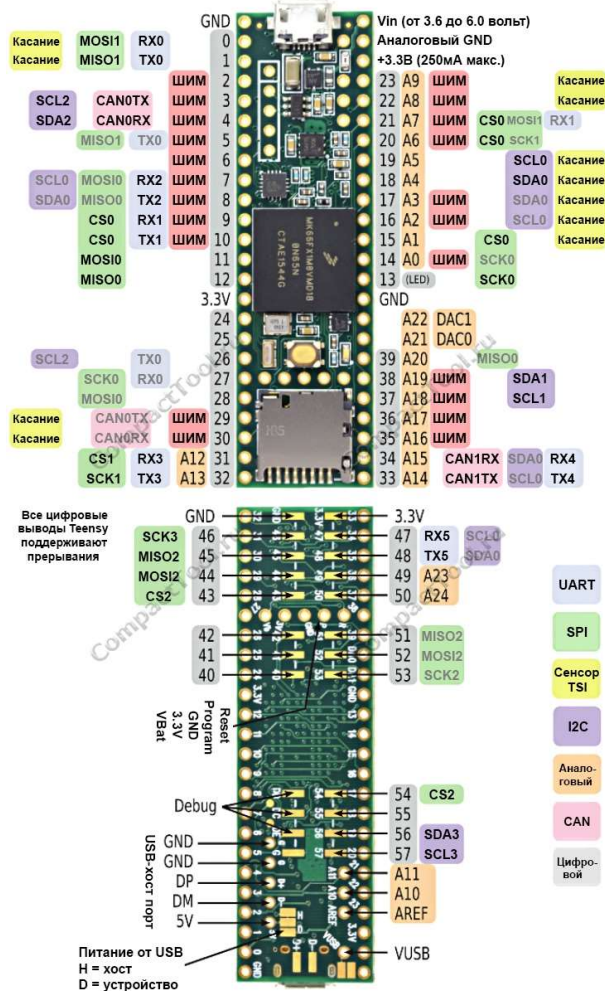 GND Vin (от 3.6 до 6.0 вольт)
Касание MOSI1 RX0 0 Аналоговый GND
Касание MISO1 TX0 1 +3.3В (250мА макс.)
ШИМ 2 23 A9 ШИМ Касание
SCL2 CAN0TX ШИМ 3 22 A8 ШИМ Касание
SDA2 CAN0RX ШИМ 4 21 A7 ШИМ CS0 MOSI1 RX1
MISO1 TX0 ШИМ 5 20 A6 ШИМ CS0 SCK1
ШИМ 6 19 A5 SCL0 Касание
SCL0 MOSI0 RX2 ШИМ 7 18 A4 SDA0 Касание
SDA0 MISO0 TX2 ШИМ 8 17 A3 ШИМ SDA0 Касание
CS0 RX1 ШИМ 9 16 A2 ШИМ SCL0 Касание
CS0 TX1 ШИМ 10 15 A1 CS0 Касание
MOSI0 11 14 A0 ШИМ SCK0
MISO0 12 13 (LED) SCK0
MK66FX1M0VMD18
0N65N
CTAE1544G
3.3V GND
24 A22 DAC1
25 A21 DAC0
SCL2 TX0 26 39 A20 MISO0
SCK0 RX0 27 38 A19 ШИМ SDA1
MOSI0 28 37 A18 ШИМ SCL1
Касание CAN0TX ШИМ 29 36 A17 ШИМ
Касание CAN0RX ШИМ 30 35 A16 ШИМ
CS1 RX3 A12 31 34 A15 CAN1RX SDA0 RX4
SCK1 TX3 A13 32 33 A14 CAN1TX SCL0 TX4
CompactTool.ru
CompactTool.ru
Все цифровые
выводы Teensy
поддерживают
прерывания
GND 3.3V
SCK3 46 47 RX5 SCL0
MISO2 45 48 TX5 SDA0
MOSI2 44 49 A23
CS2 43 50 A24
42 51 MISO2
41 52 MOSI2
40 53 SCK2
CompactTool.ru
Reset
Program
GND
3.3V
VBat
54 CS2
Debug 55
56 SDA3
57 SCL3
USB-хост порт
GND
GND
DP
DM
5V
A11
A10
AREF
VUSB
Питание от USB
H = хост
D = устройство
UART
SPI
Сенсор
TSI
I2C
Анало-
говый
CAN
Цифро-
вой